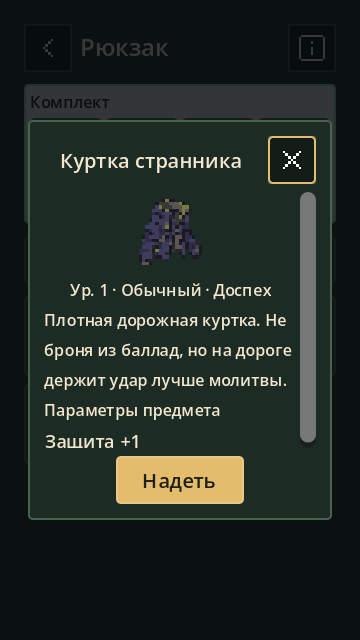 Рюкзак
Комплект
Куртка странника
Ур. 1 · Обычный · Доспех
Плотная дорожная куртка. Не
броня из баллад, но на дороге
держит удар лучше молитвы.
Параметры предмета
Защита +1
Надеть